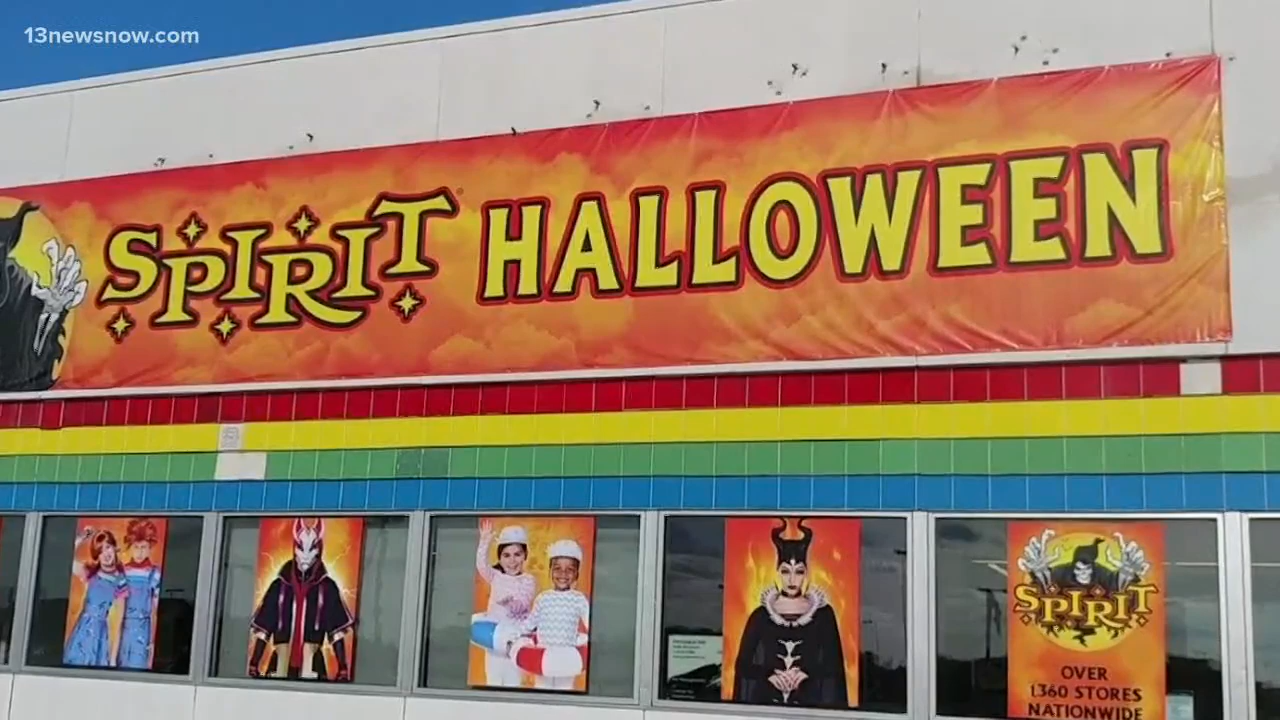 13newsnow.com
SPIRIT HALLOWEEN
SPIRIT
OVER
1360 STORES
NATIONWIDE